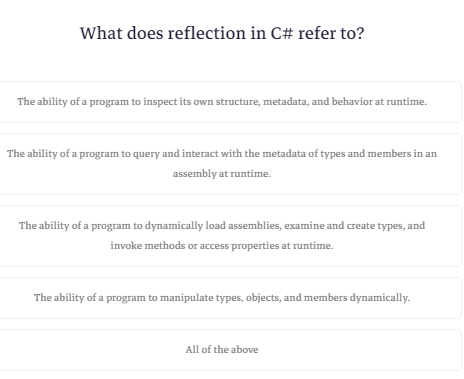 What does reflection in C# refer to?
The ability of a program to inspect its own structure, metadata, and behavior at runtime.
The ability of a program to query and interact with the metadata of types and members in an
assembly at runtime.
The ability of a program to dynamically load assemblies, examine and create types, and
invoke methods or access properties at runtime.
The ability of a program to manipulate types, objects, and members dynamically.
All of the above